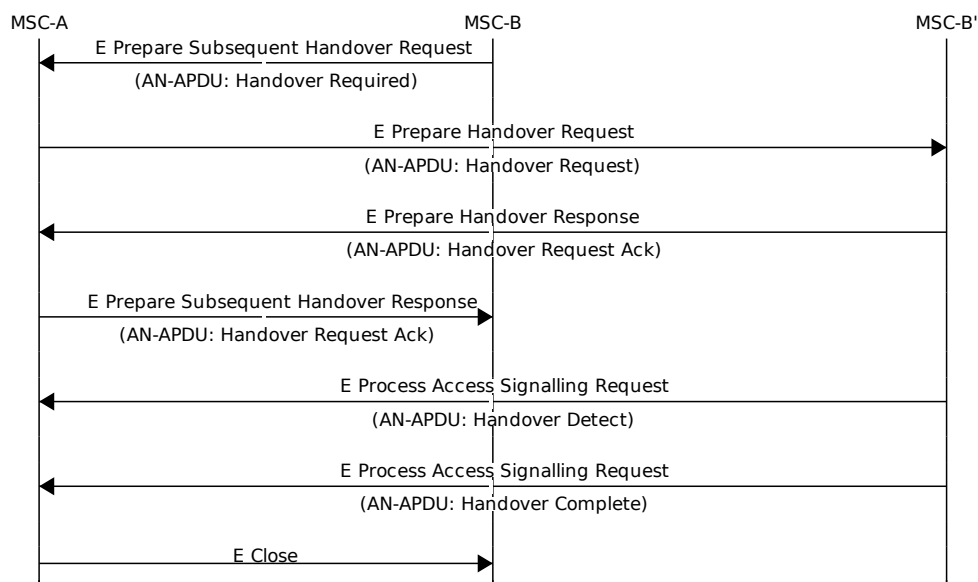 MSC-A MSC-B MSC-B'
E Prepare Subsequent Handover Request
(AN-APDU: Handover Required)
E Prepare Handover Request
(AN-APDU: Handover Request)
E Prepare Handover Response
(AN-APDU: Handover Request Ack)
E Prepare Subsequent Handover Response
(AN-APDU: Handover Request Ack)
E Process Access Signalling Request
(AN-APDU: Handover Detect)
E Process Access Signalling Request
(AN-APDU: Handover Complete)
E Close